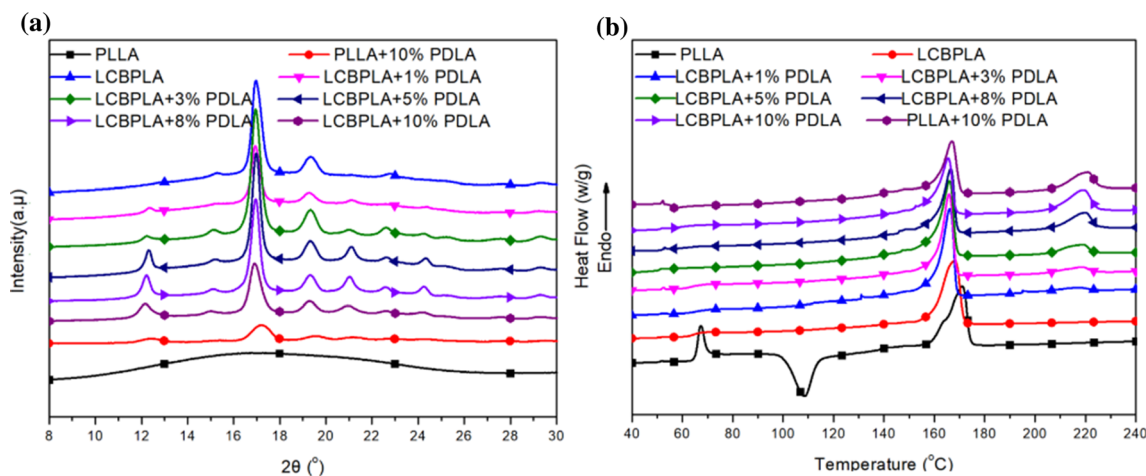 (a)
PLLA PLLA+10% PDLA
LCBPLA LCBPLA+1% PDLA
LCBPLA+3% PDLA LCBPLA+5% PDLA
LCBPLA+8% PDLA LCBPLA+10% PDLA
Intensity(a.μ)
8 10 12 14 16 18 20 22 24 26 28 30
2θ (°)
(b)
PLLA LCBPLA
LCBPLA+1% PDLA LCBPLA+3% PDLA
LCBPLA+5% PDLA LCBPLA+8% PDLA
LCBPLA+10% PDLA PLLA+10% PDLA
Heat Flow (w/g)
Endo
40 60 80 100 120 140 160 180 200 220 240
Temperature (°C)